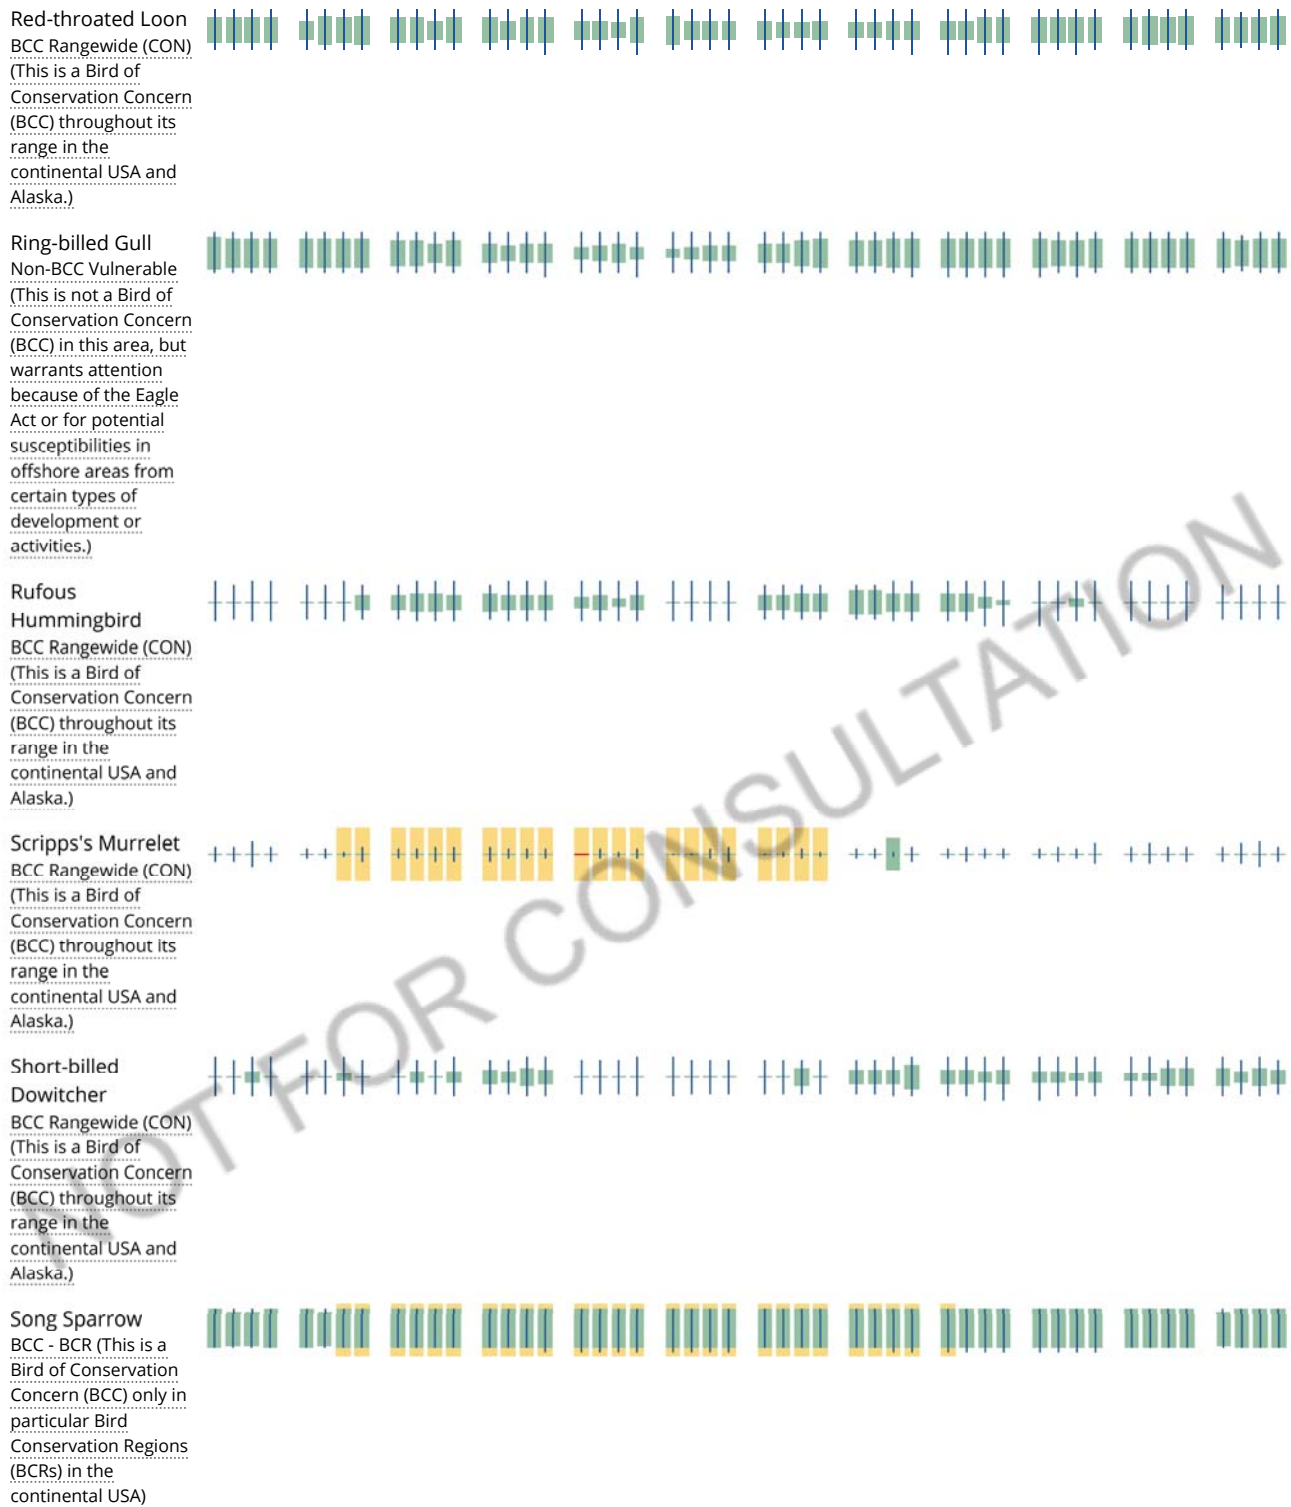 Red-throated Loon
BCC Rangewide (CON)
(This is a Bird of
Conservation Concern
(BCC) throughout its
range in the
continental USA and
Alaska.)
Ring-billed Gull
Non-BCC Vulnerable
(This is not a Bird of
Conservation Concern
(BCC) in this area, but
warrants attention
because of the Eagle
Act or for potential
susceptibilities in
offshore areas from
certain types of
development or
activities.)
Rufous
Hummingbird
BCC Rangewide (CON)
(This is a Bird of
Conservation Concern
(BCC) throughout its
range in the
continental USA and
Alaska.)
Scripps's Murrelet
BCC Rangewide (CON)
(This is a Bird of
Conservation Concern
(BCC) throughout its
range in the
continental USA and
Alaska.)
Short-billed
Dowitcher
BCC Rangewide (CON)
(This is a Bird of
Conservation Concern
(BCC) throughout its
range in the
continental USA and
Alaska.)
Song Sparrow
BCC - BCR (This is a
Bird of Conservation
Concern (BCC) only in
particular Bird
Conservation Regions
(BCRs) in the
continental USA)
NOT FOR CONSULTATION